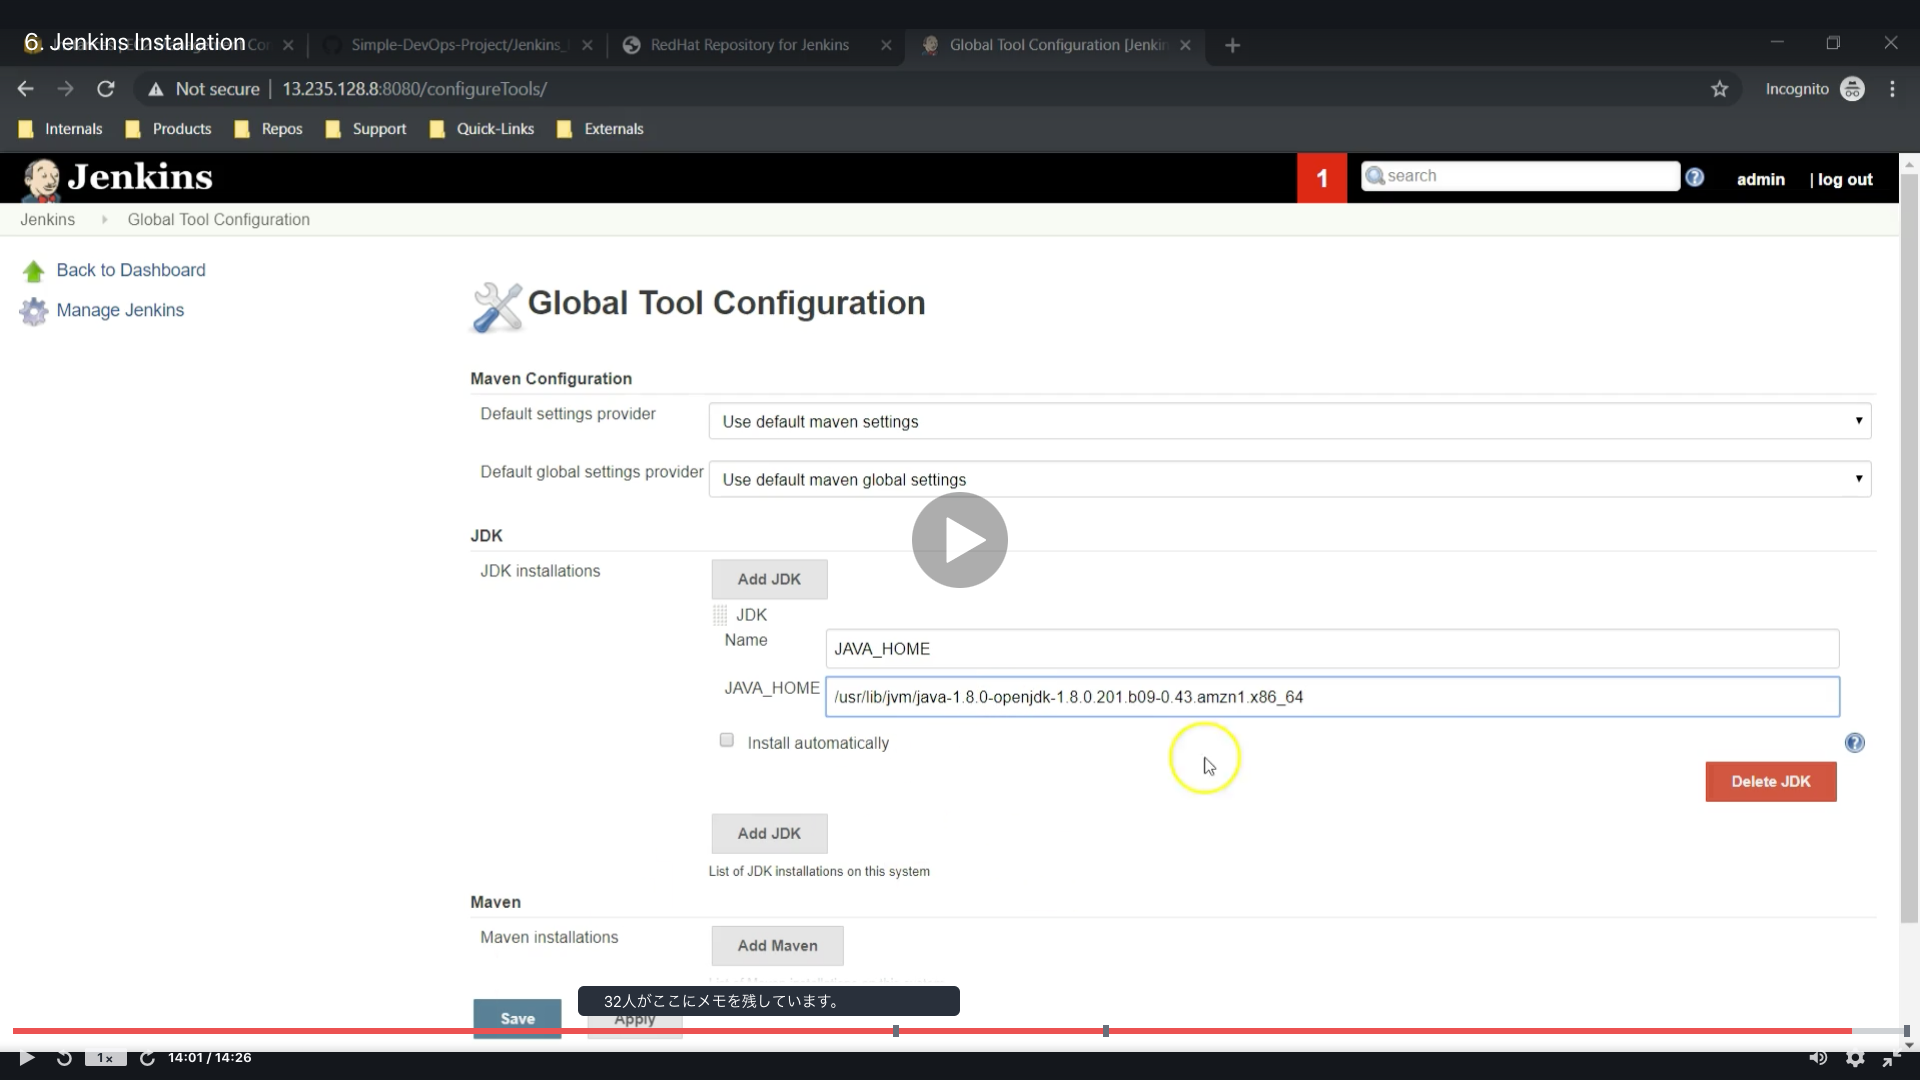 6. Jenkins Installation
Simple-DevOps-Project/Jenkins_
RedHat Repository for Jenkins
Global Tool Configuration [Jenkin
Not secure
13.235.128.8:8080/configureTools/
Incognito
Internals
Products
Repos
Support
Quick-Links
Externals
Jenkins
1
search
admin
| log out
Jenkins
Global Tool Configuration
Back to Dashboard
Manage Jenkins
Global Tool Configuration
Maven Configuration
Default settings provider
Use default maven settings
Default global settings provider
Use default maven global settings
JDK
JDK installations
Add JDK
JDK
Name
JAVA_HOME
JAVA_HOME
/usr/lib/jvm/java-1.8.0-openjdk-1.8.0.201.b09-0.43.amzn1.x86_64
Install automatically
Delete JDK
Add JDK
List of JDK installations on this system
Maven
Maven installations
Add Maven
32人がここにメモを残しています。
Save
Apply
1x
14:01 / 14:26